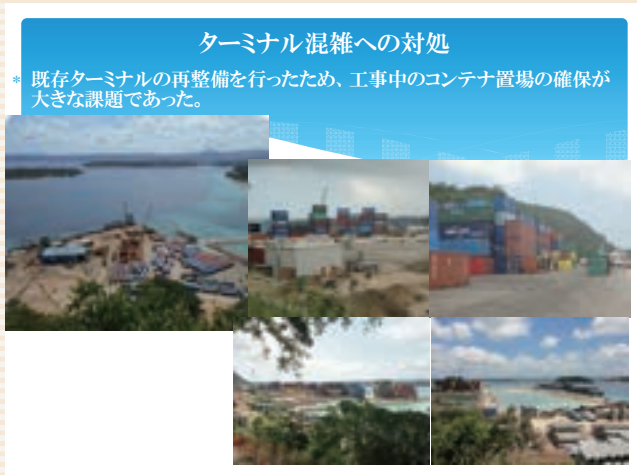 ターミナル混雑への対処
* 既存ターミナルの再整備を行ったため、工事中のコンテナ置場の確保が
大きな課題であった。